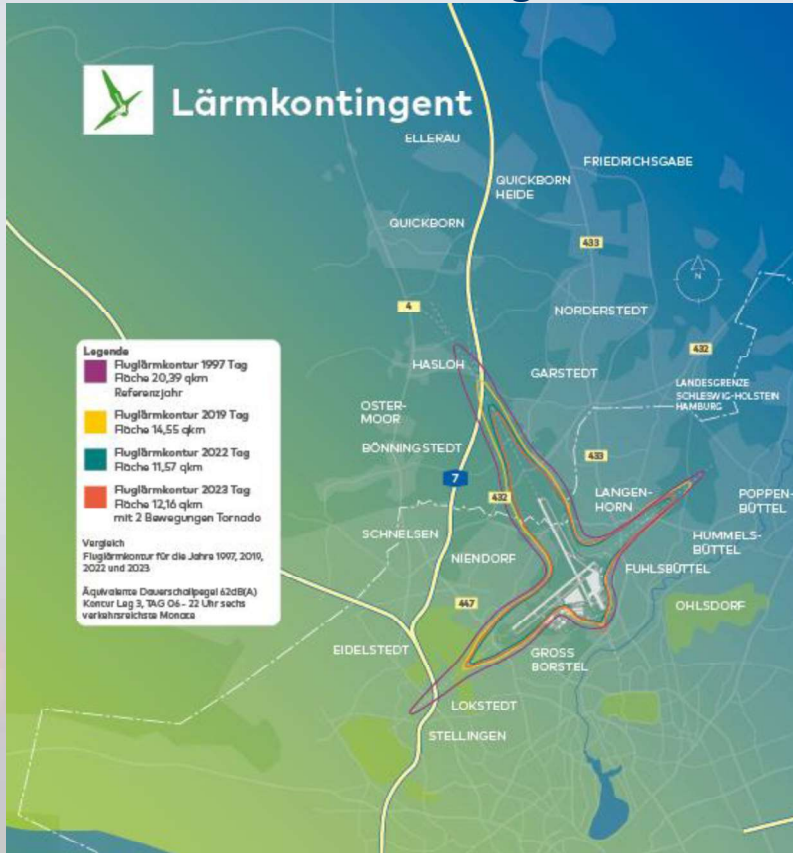 Lärmkontingent
ELLERAU
FRIEDRICHSGABE
QUICKBORN
HEIDE
QUICKBORN
433
N
4
NORDERSTEDT
432
HASLOH
GARSTEDT
LANDESGRENZE
SCHLESWIG-HOLSTEIN
HAMBURG
Legende
Fluglärmkontur 1997 Tag
Fläche 20,39 qkm
Referenzjahr
Fluglärmkontur 2019 Tag
Fläche 14,55 qkm
Fluglärmkontur 2022 Tag
Fläche 11,57 qkm
Fluglärmkontur 2023 Tag
Fläche 12,16 qkm
mit 2 Bewegungen Tornado
Vergleich
Fluglärmkontur für die Jahre 1997, 2019,
2022 und 2023
Äquivalente Dauerschallpegel 62dB(A)
Kontur Leq 3, TAG 06 - 22 Uhr sechs
verkehrsreichste Monate
OSTER-
MOOR
BÖNNINGSTEDT
433
7
432
LANGEN-
HORN
POPPEN-
BÜTTEL
SCHNELSEN
HUMMELS-
BÜTTEL
NIENDORF
FUHLSBÜTTEL
447
OHLSDORF
EIDELSTEDT
GROSS
BORSTEL
LOKSTEDT
STELLINGEN